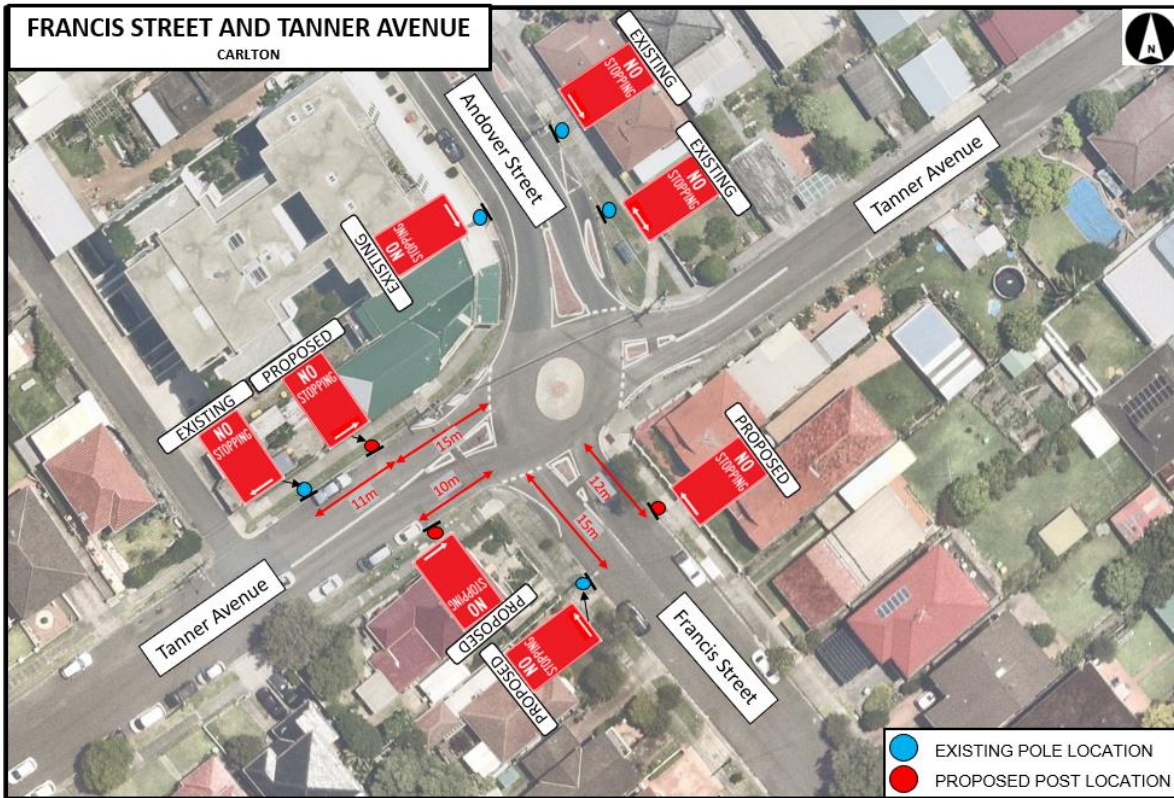 FRANCIS STREET AND TANNER AVENUE
CARLTON
N
Andover Street
EXISTING
NO
STOPPING
EXISTING
NO
STOPPING
Tanner Avenue
EXISTING
NO
STOPPING
PROPOSED
NO
STOPPING
EXISTING
NO
STOPPING
15m
11m
10m
12m
15m
PROPOSED
NO
STOPPING
PROPOSED
NO
STOPPING
PROPOSED
NO
STOPPING
Tanner Avenue
Francis Street
EXISTING POLE LOCATION
PROPOSED POST LOCATION